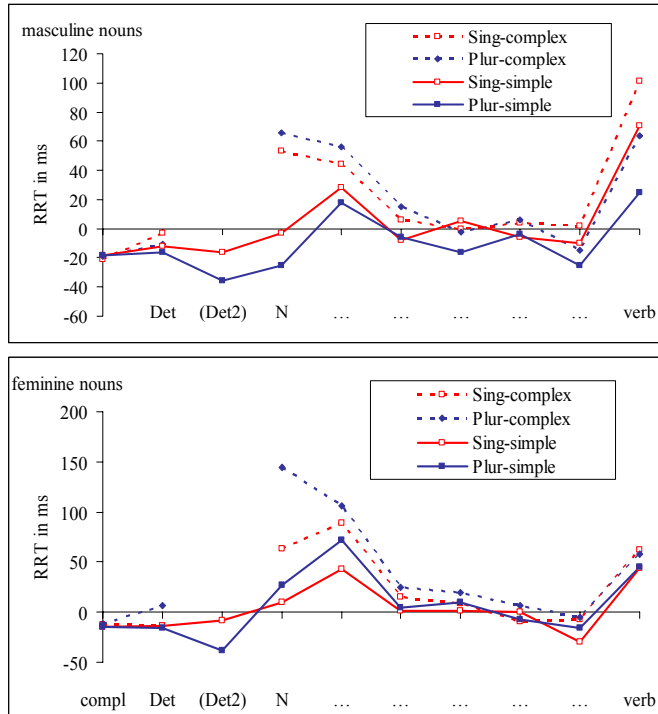 masculine nouns
Sing-complex
Plur-complex
Sing-simple
Plur-simple
RRT in ms
120
100
80
60
40
20
0
-20
-40
-60
Det (Det2) N … … … … … verb
feminine nouns
Sing-complex
Plur-complex
Sing-simple
Plur-simple
RRT in ms
200
150
100
50
0
-50
compl Det (Det2) N … … … … … verb